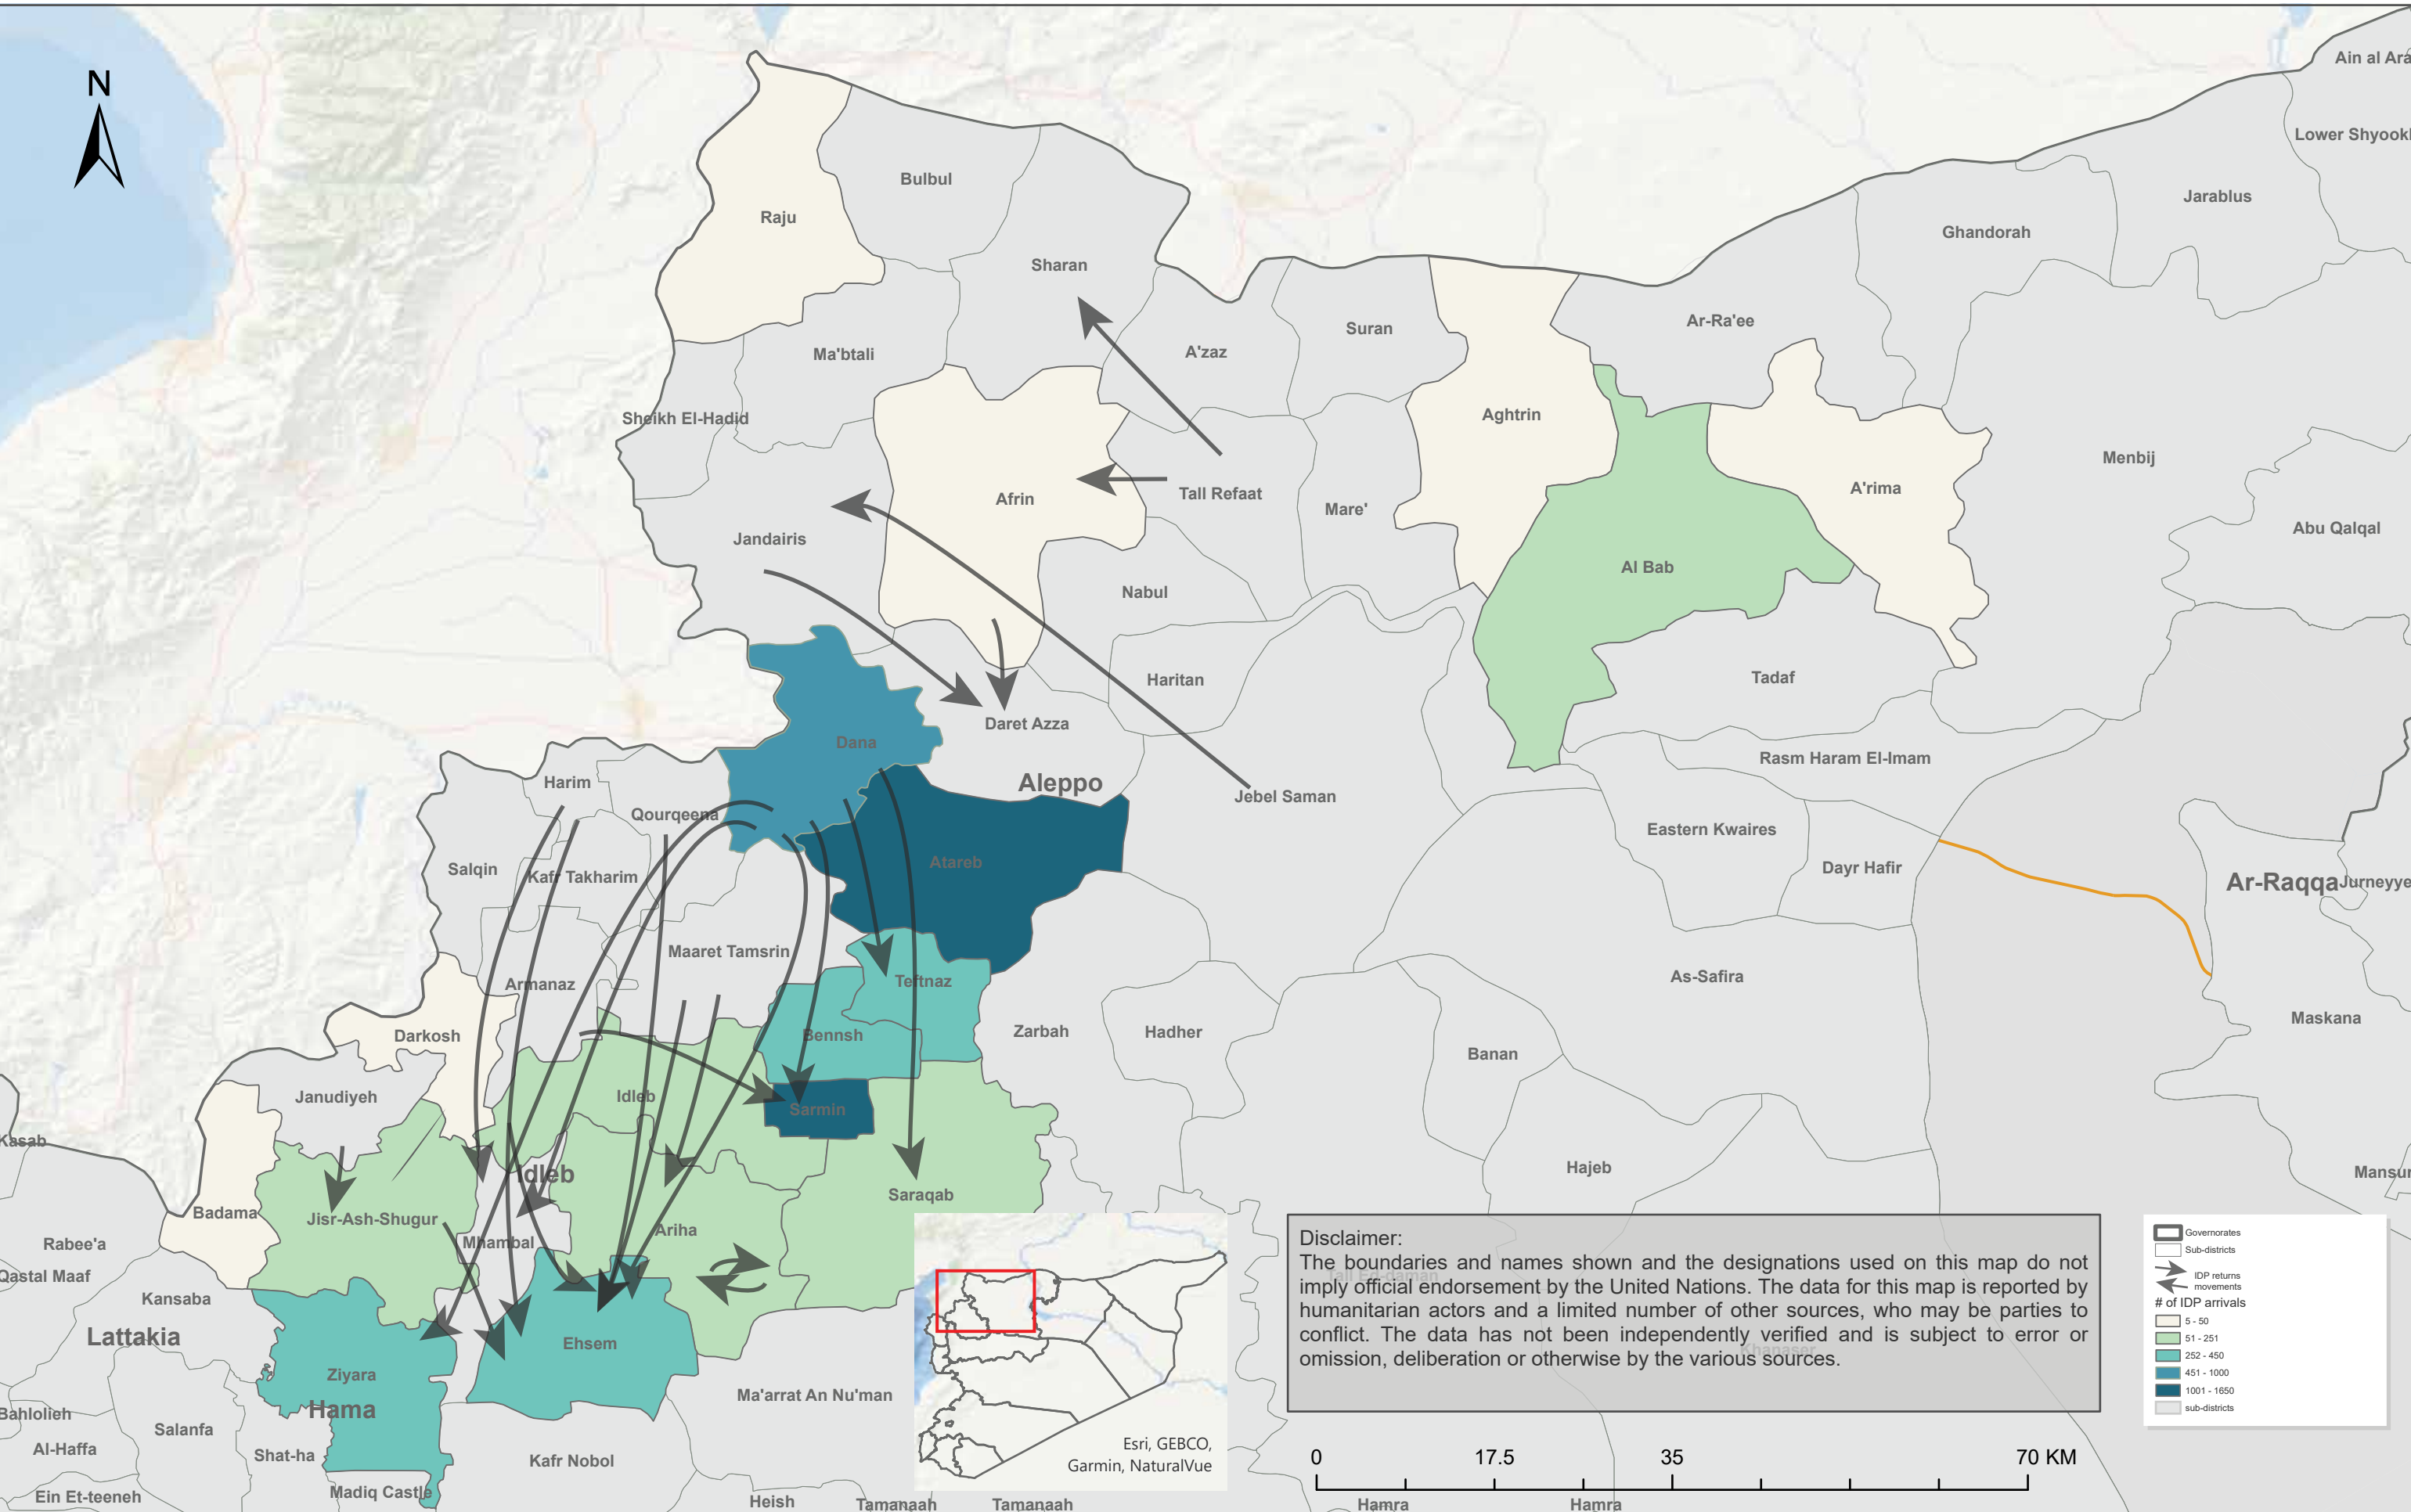 N
Ain al Ara
Lower Shyookl
Jarablus
Ghandorah
Bulbul
Raju
Sharan
Ar-Ra'ee
Suran
A'zaz
Ma'btali
Sheikh El-Hadid
Aghtrin
Menbij
A'rima
Tall Refaat
Afrin
Mare'
Abu Qalqal
Jandairis
Al Bab
Nabul
Haritan
Tadaf
Daret Azza
Dana
Rasm Haram El-Imam
Harim
Aleppo
Jebel Saman
Qourqeena
Eastern Kwaires
Salqin
Kafr Takharim
Atareb
Dayr Hafir
Ar-Raqqa
Jurneyye
Maaret Tamsrin
Armanaz
Teftnaz
As-Safira
Maskana
Darkosh
Bennsh
Zarbah
Hadher
Banan
Janudiyeh
Idleb
Sarmin
Kasab
Idleb
Hajeb
Mansur
Saraqab
Badama
Jisr-Ash-Shugur
Ariha
Mhambal
Rabee'a
Qastal Maaf
Kansaba
Lattakia
Ehsem
Ziyara
Hama
Ma'arrat An Nu'man
Bahlolieh
Salanfa
Al-Haffa
Shat-ha
Kafr Nobol
Madiq Castle
Ein Et-teeneh
Heish
Tamanaah
Tamanaah
Hamra
Hamra
Esri, GEBCO,
Garmin, NaturalVue
Disclaimer:
The boundaries and names shown and the designations used on this map do not
imply official endorsement by the United Nations. The data for this map is reported by
humanitarian actors and a limited number of other sources, who may be parties to
conflict. The data has not been independently verified and is subject to error or
omission, deliberation or otherwise by the various sources.
Khanaser
0 17.5 35 70 KM
Governorates
Sub-districts
IDP returns
movements
# of IDP arrivals
5 - 50
51 - 251
252 - 450
451 - 1000
1001 - 1650
sub-districts